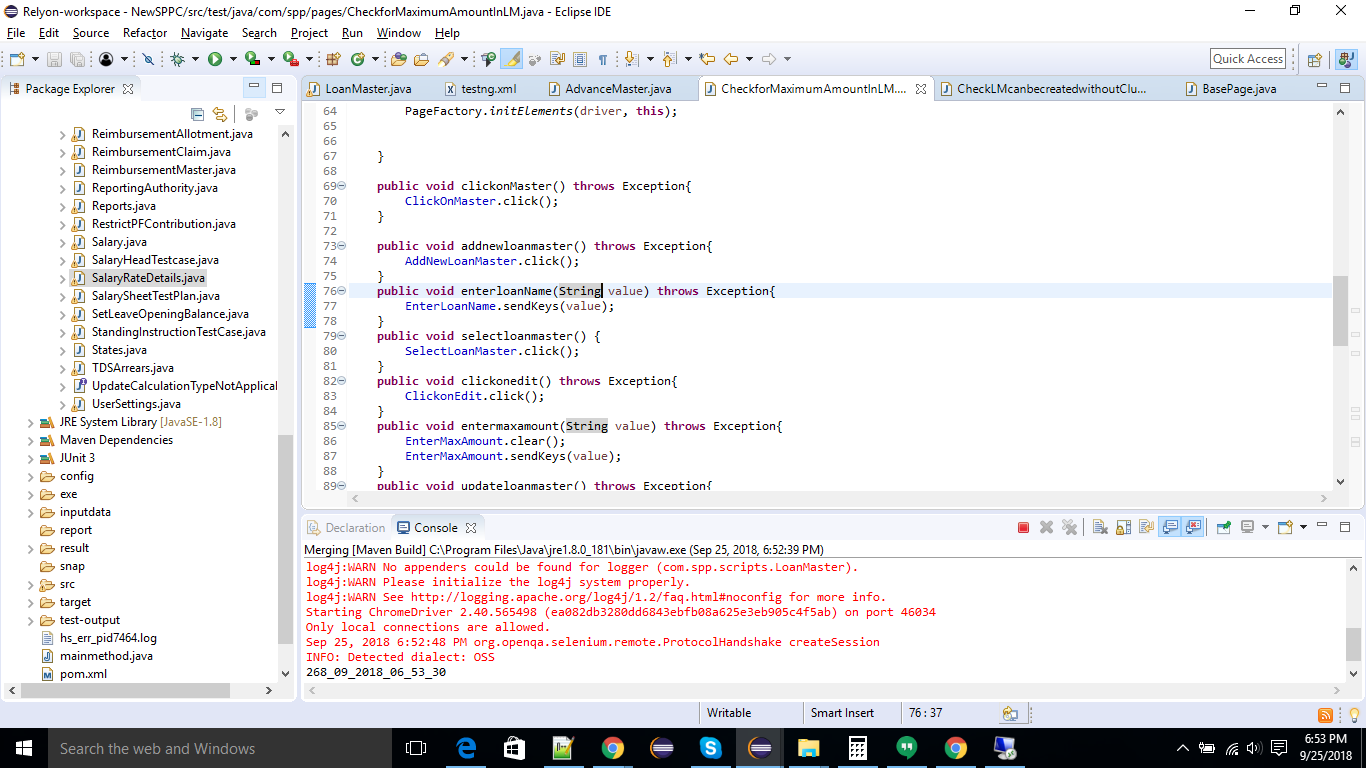 Relyon-workspace - NewSPPC/src/test/java/com/spp/pages/CheckforMaximumAmountInLM.java - Eclipse IDE
File Edit Source Refactor Navigate Search Project Run Window Help
Quick Access
Package Explorer
LoanMaster.java testng.xml AdvanceMaster.java CheckforMaximumAmountInLM.... CheckLMcanbecreatedwithoutClu... BasePage.java
ReimbursementAllotment.java
ReimbursementClaim.java
ReimbursementMaster.java
ReportingAuthority.java
Reports.java
RestrictPFContribution.java
Salary.java
SalaryHeadTestcase.java
SalaryRateDetails.java
SalarySheetTestPlan.java
SetLeaveOpeningBalance.java
StandingInstructionTestCase.java
States.java
TDSArrears.java
UpdateCalculationTypeNotApplical
UserSettings.java
JRE System Library [JavaSE-1.8]
Maven Dependencies
JUnit 3
config
exe
inputdata
report
result
snap
src
target
test-output
hs_err_pid7464.log
mainmethod.java
pom.xml
64 PageFactory.initElements(driver, this);
65
66
67 }
68
69 public void clickonMaster() throws Exception{
70 ClickOnMaster.click();
71 }
72
73 public void addnewloanmaster() throws Exception{
74 AddNewLoanMaster.click();
75 }
76 public void enterloanName(String value) throws Exception{
77 EnterLoanName.sendKeys(value);
78 }
79 public void selectloanmaster() {
80 SelectLoanMaster.click();
81 }
82 public void clickonedit() throws Exception{
83 ClickonEdit.click();
84 }
85 public void entermaxamount(String value) throws Exception{
86 EnterMaxAmount.clear();
87 EnterMaxAmount.sendKeys(value);
88 }
89 public void updateloanmaster() throws Exception{
Declaration Console
Merging [Maven Build] C:\Program Files\Java\jre1.8.0_181\bin\javaw.exe (Sep 25, 2018, 6:52:39 PM)
log4j:WARN No appenders could be found for logger (com.spp.scripts.LoanMaster).
log4j:WARN Please initialize the log4j system properly.
log4j:WARN See http://logging.apache.org/log4j/1.2/faq.html#noconfig for more info.
Starting ChromeDriver 2.40.565498 (ea082db3280dd6843ebfb08a625e3eb905c4f5ab) on port 46034
Only local connections are allowed.
Sep 25, 2018 6:52:48 PM org.openqa.selenium.remote.ProtocolHandshake createSession
INFO: Detected dialect: OSS
268_09_2018_06_53_30
Writable Smart Insert 76 : 37
Search the web and Windows
6:53 PM
9/25/2018